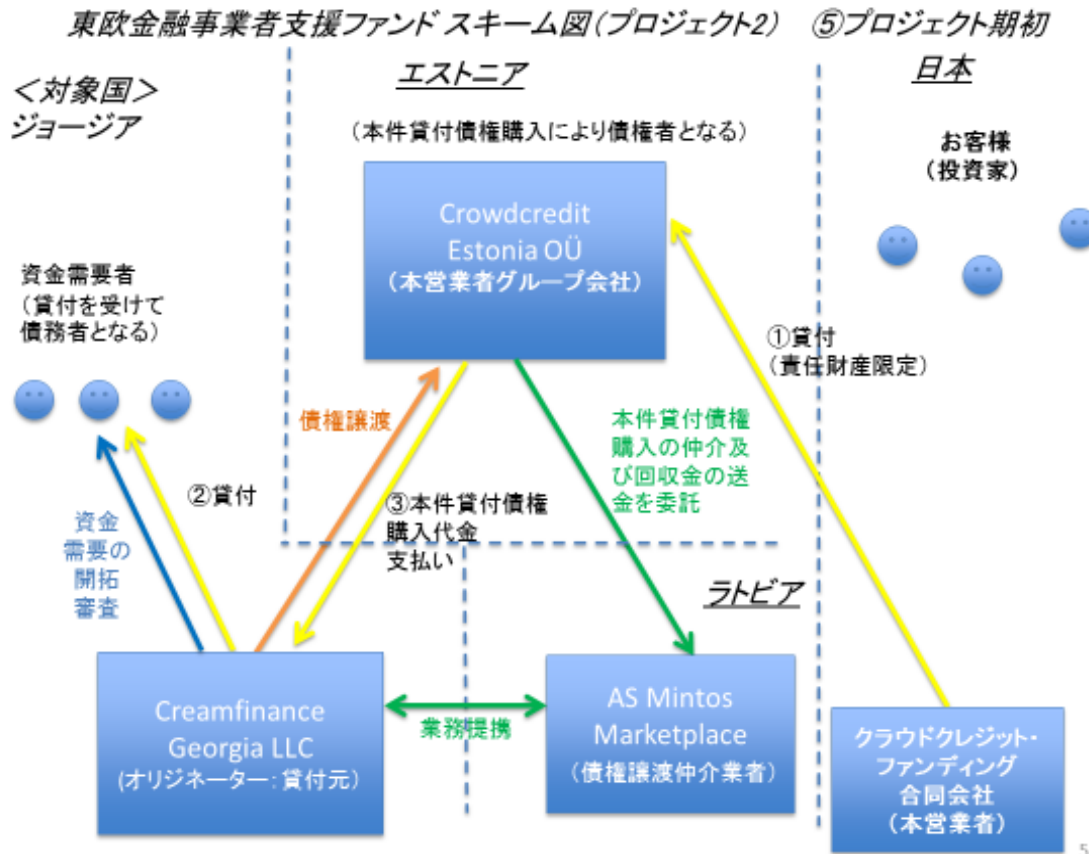 東欧金融事業者支援ファンド スキーム図(プロジェクト2) ⑤プロジェクト期初
<対象国>
ジョージア
エストニア
日本
(本件貸付債権購入により債権者となる)
お客様
(投資家)
Crowdcredit
Estonia OÜ
(本営業者グループ会社)
資金需要者
(貸付を受けて
債務者となる)
①貸付
(責任財産限定)
債権譲渡
本件貸付債権
購入の仲介及
び回収金の送
金を委託
②貸付
③本件貸付債権
購入代金
支払い
資金
需要の
開拓
審査
ラトビア
Creamfinance
Georgia LLC
(オリジネーター:貸付元)
業務提携
AS Mintos
Marketplace
(債権譲渡仲介業者)
クラウドクレジット・
ファンディング
合同会社
(本営業者)
5